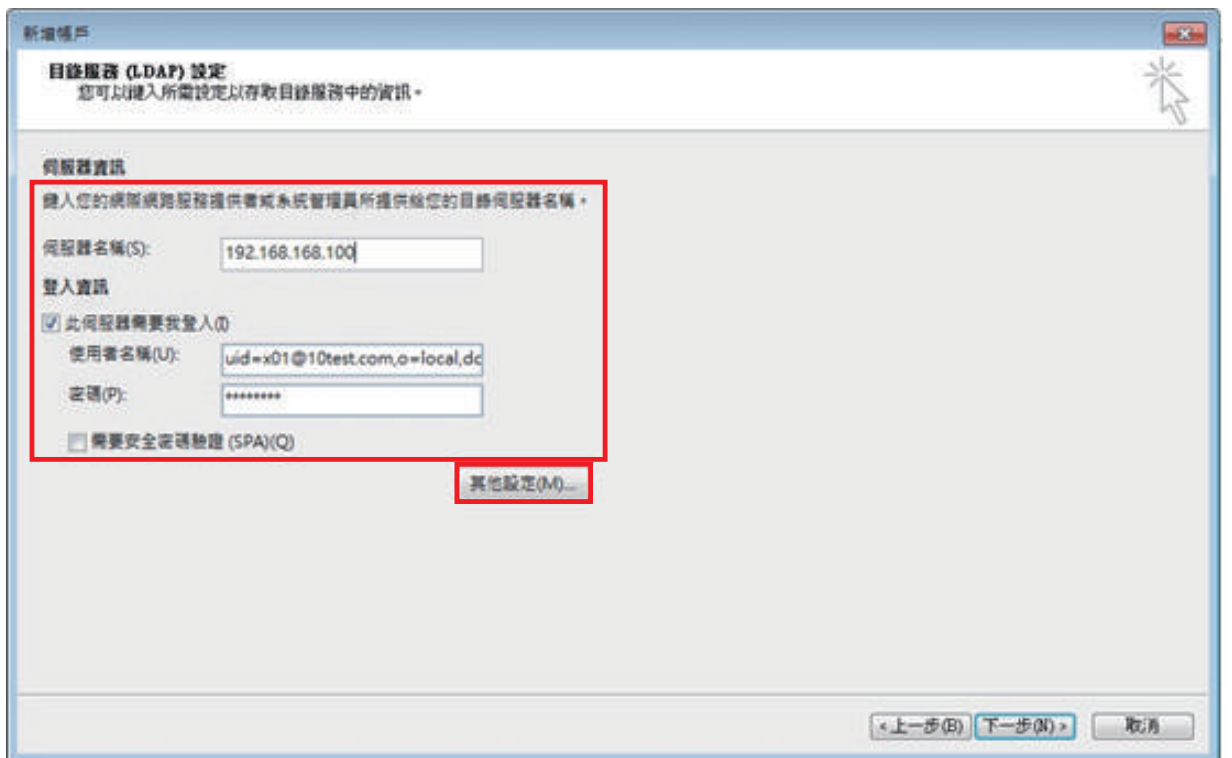 新增帳戶
目錄服務 (LDAP) 設定
您可以鍵入所需設定以存取目錄服務中的資訊。
伺服器資訊
鍵入您的網際網路服務提供者或系統管理員所提供給您的目錄伺服器名稱。
伺服器名稱(S): 192.168.168.100
登入資訊
此伺服器需要我登入(I)
使用者名稱(U): uid=x01@10test.com,o=local,dc
密碼(P): ********
需要安全密碼驗證 (SPA)(Q)
其他設定(M)...
<上一步(B) 下一步(N)> 取消